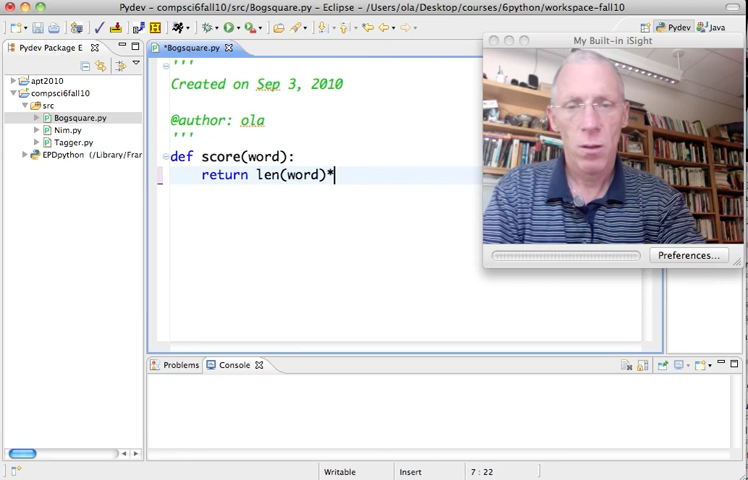 Pydev - compsci6fall10/src/Bogsquare.py - Eclipse - /Users/ola/Desktop/courses/6python/workspace-fall10
Pydev
Java
Pydev Package E
*Bogsquare.py
My Built-in iSight
apt2010
compsci6fall10
src
Bogsquare.py
Nim.py
Tagger.py
EPDpython (/Library/Fran
'''
Created on Sep 3, 2010
@author: ola
'''
def score(word):
return len(word)*
Preferences...
Problems
Console
Writable
Insert
7 : 22